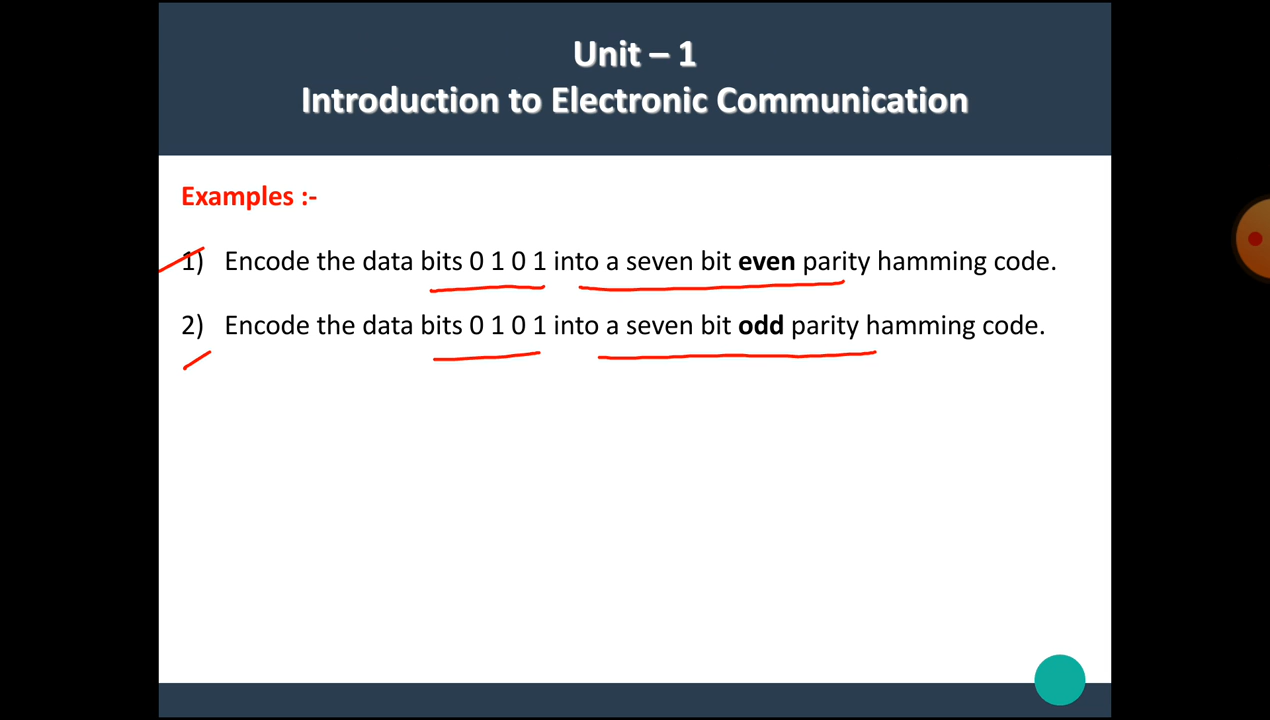 Unit – 1
Introduction to Electronic Communication
Examples :-
1) Encode the data bits 0 1 0 1 into a seven bit even parity hamming code.
2) Encode the data bits 0 1 0 1 into a seven bit odd parity hamming code.